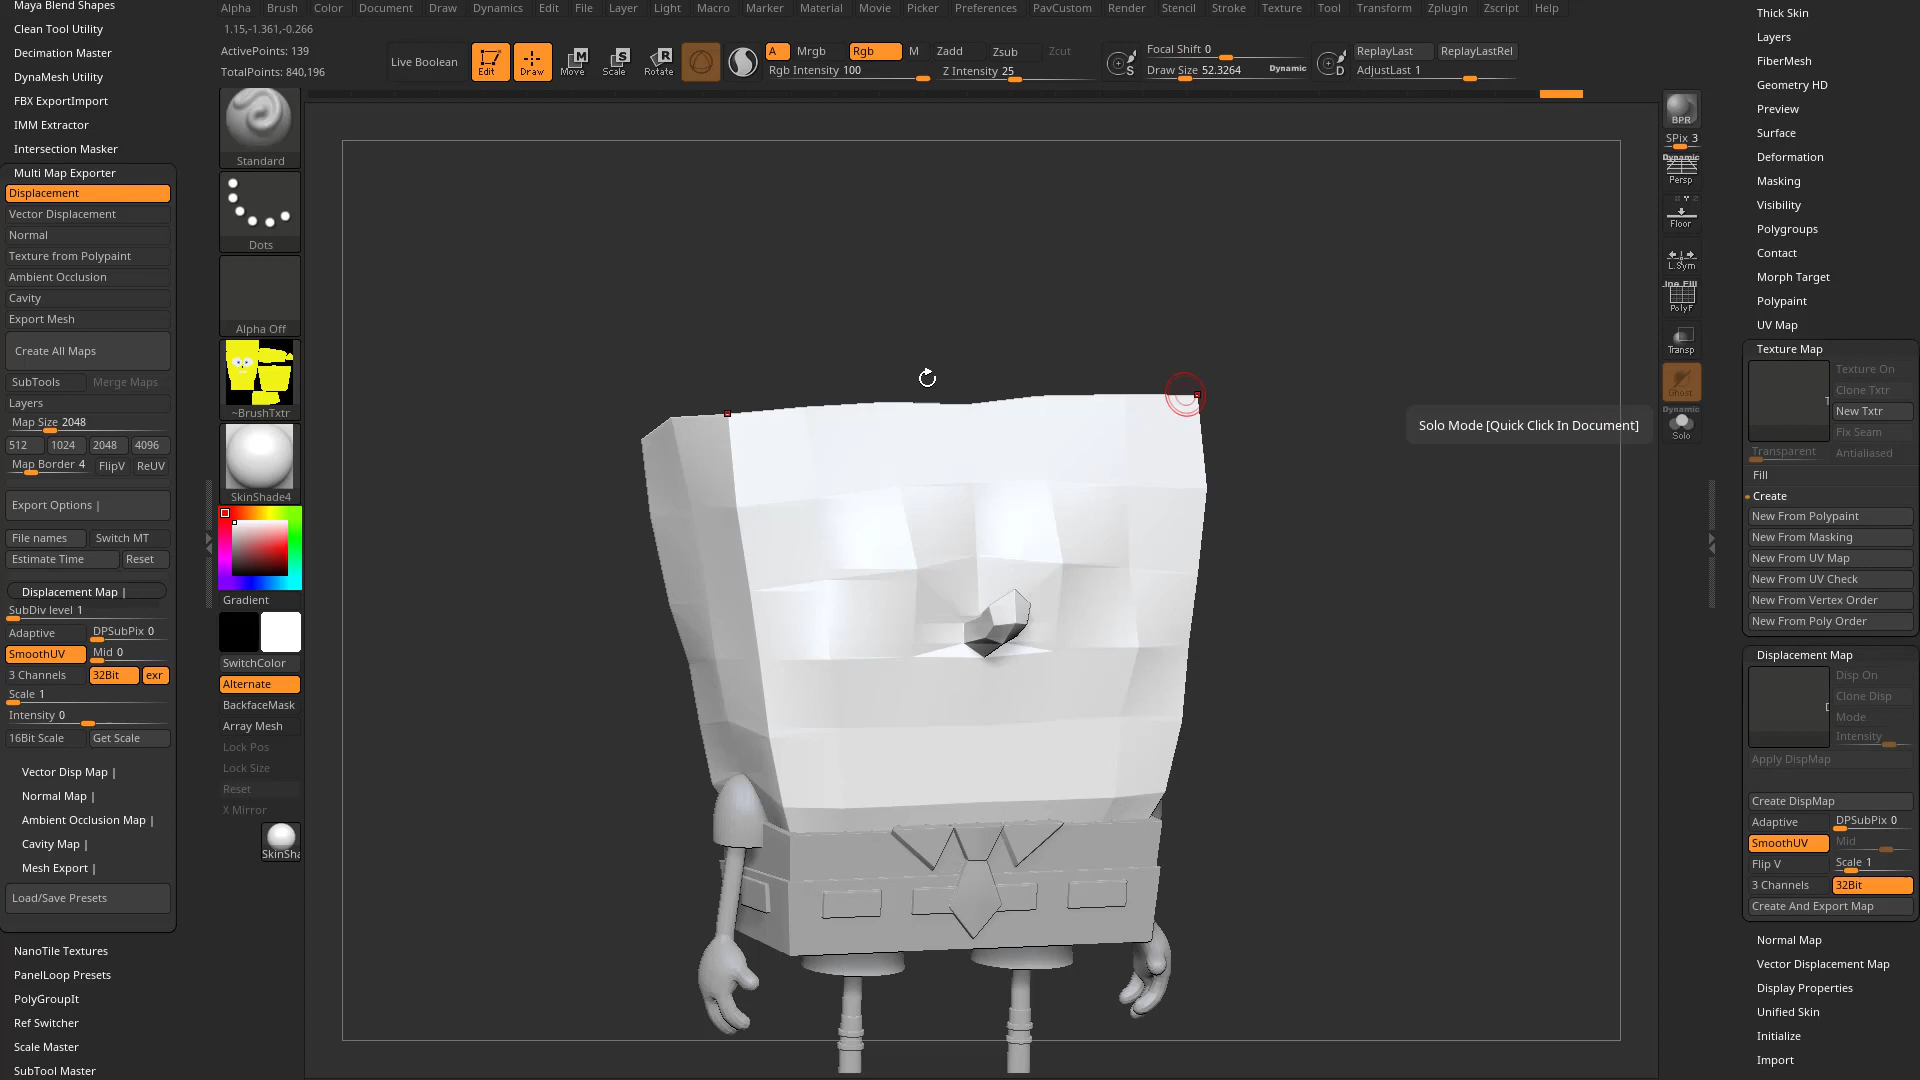 Maya Blend Shapes
Clean Tool Utility
Decimation Master
DynaMesh Utility
FBX ExportImport
IMM Extractor
Intersection Masker
Multi Map Exporter
Displacement
Vector Displacement
Normal
Texture from Polypaint
Ambient Occlusion
Cavity
Export Mesh
Create All Maps
SubTools Merge Maps
Layers
Map Size 2048
512 1024 2048 4096
Map Border 4 FlipV ReUV
Export Options |
File names Switch MT
Estimate Time Reset
Displacement Map |
SubDiv level 1
Adaptive DPSubPix 0
SmoothUV Mid 0
3 Channels 32Bit exr
Scale 1
Intensity 0
16Bit Scale Get Scale
Vector Disp Map |
Normal Map |
Ambient Occlusion Map |
Cavity Map |
Mesh Export |
Load/Save Presets
NanoTile Textures
PanelLoop Presets
PolyGroupIt
Ref Switcher
Scale Master
SubTool Master
Alpha Brush Color Document Draw Dynamics Edit File Layer Light Macro Marker Material Movie Picker Preferences PavCustom Render Stencil Stroke Texture Tool Transform Zplugin Zscript Help
1.15,-1.361,-0.266
ActivePoints: 139
TotalPoints: 840,196
Live Boolean
Edit
Draw
Move
Scale
Rotate
A Mrgb Rgb M Zadd Zsub Zcut
Rgb Intensity 100 Z Intensity 25
S
Focal Shift 0
Draw Size 52.3264 Dynamic
D
ReplayLast ReplayLastRel
AdjustLast 1
Standard
Dots
Alpha Off
~BrushTxtr
SkinShade4
Gradient
SwitchColor
Alternate
BackfaceMask
Array Mesh
Lock Pos
Lock Size
Reset
X Mirror
SkinSha
Solo Mode [Quick Click In Document]
BPR
SPix 3
Dynamic
Persp
Floor
L.Sym
Line Fill
PolyF
Transp
Ghost
Dynamic
Solo
Thick Skin
Layers
FiberMesh
Geometry HD
Preview
Surface
Deformation
Masking
Visibility
Polygroups
Contact
Morph Target
Polypaint
UV Map
Texture Map
Texture On
Clone Txtr
New Txtr
Fix Seam
Transparent Antialiased
Fill
Create
New From Polypaint
New From Masking
New From UV Map
New From UV Check
New From Vertex Order
New From Poly Order
Displacement Map
Disp On
Clone Disp
Mode
Intensity
Apply DispMap
Create DispMap
Adaptive DPSubPix 0
SmoothUV Mid
Flip V Scale 1
3 Channels 32Bit
Create And Export Map
Normal Map
Vector Displacement Map
Display Properties
Unified Skin
Initialize
Import